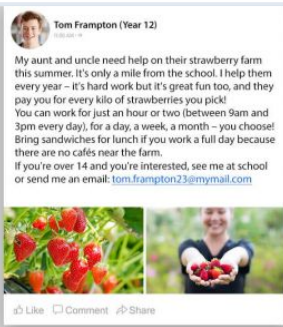 Tom Frampton (Year 12)
My aunt and uncle need help on their strawberry farm
this summer. It's only a mile from the school. I help them
every year – it's hard work but it's great fun too, and they
pay you for every kilo of strawberries you pick!
You can work for just an hour or two (between 9am and
3pm every day), for a day, a week, a month – you choose!
Bring sandwiches for lunch if you work a full day because
there are no cafés near the farm.
If you're over 14 and you're interested, see me at school
or send me an email: tom.frampton23@mymail.com
Like Comment Share